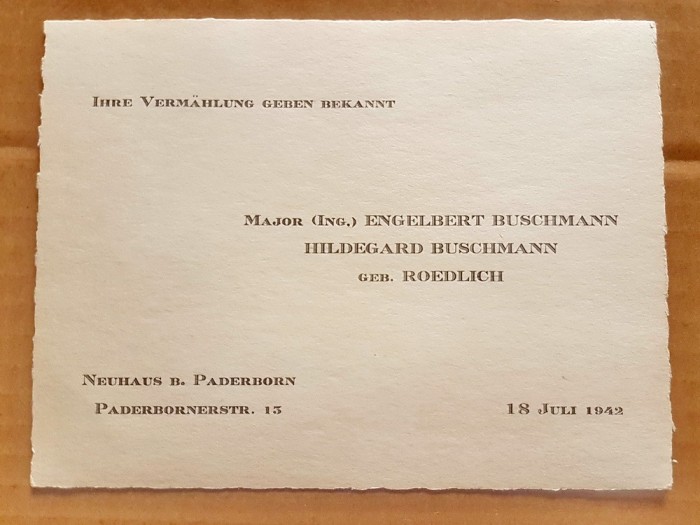 Ihre Vermählung geben bekannt
Major (Ing.) ENGELBERT BUSCHMANN
HILDEGARD BUSCHMANN
geb. ROEDLICH
Neuhaus b. Paderborn
Paderbornerstr. 13
18 Juli 1942